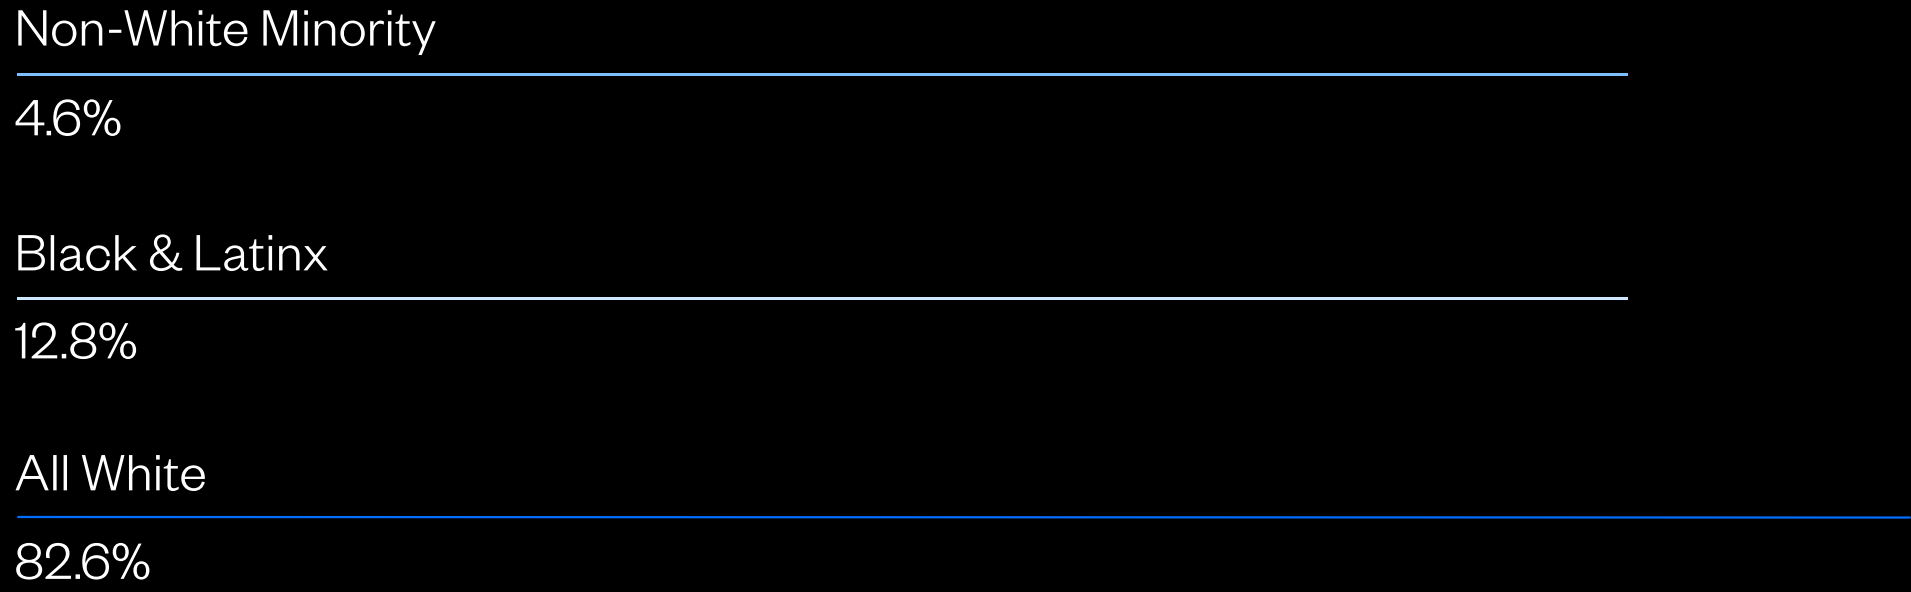 Non-White Minority
4.6%
Black & Latinx
12.8%
All White
82.6%